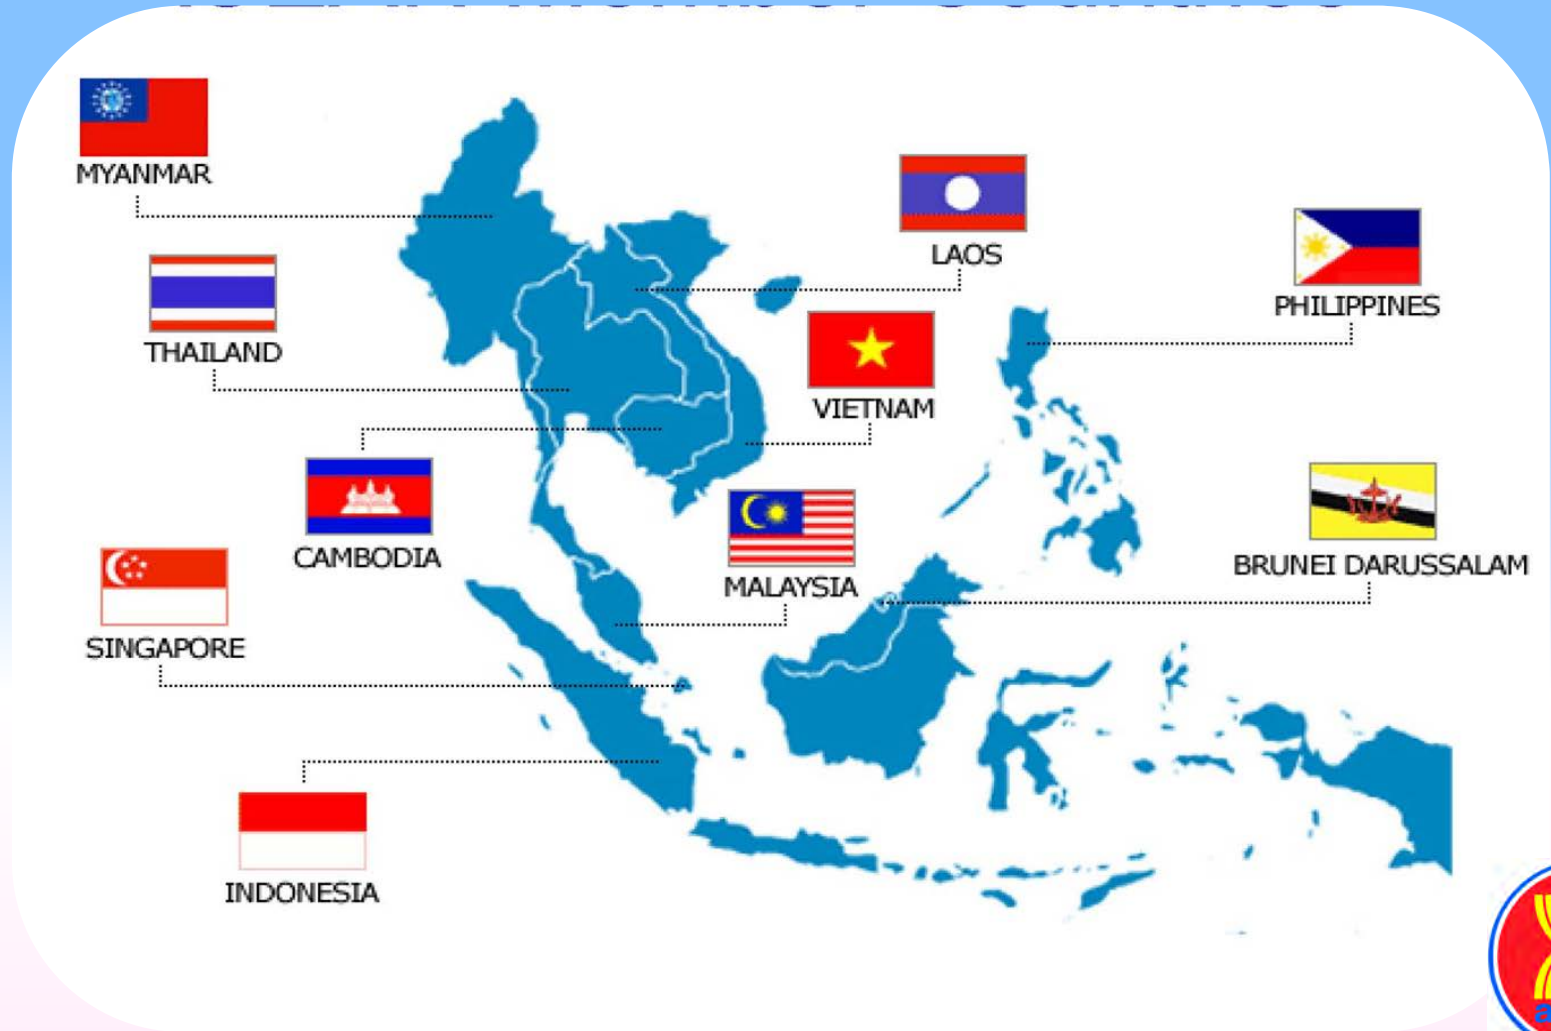 MYANMAR
LAOS
PHILIPPINES
THAILAND
VIETNAM
CAMBODIA
MALAYSIA
BRUNEI DARUSSALAM
SINGAPORE
INDONESIA